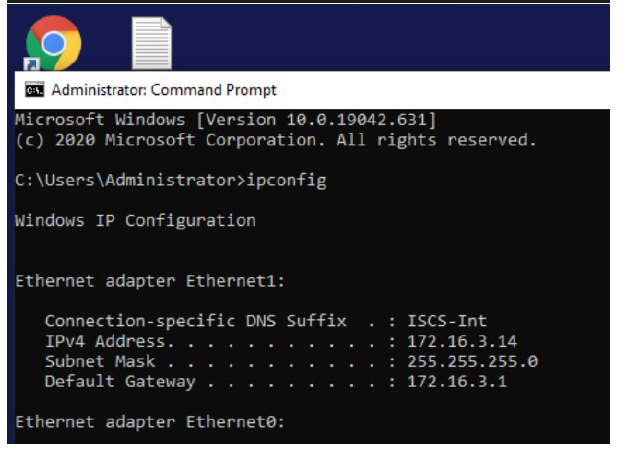 Administrator: Command Prompt
Microsoft Windows [Version 10.0.19042.631]
(c) 2020 Microsoft Corporation. All rights reserved.
C:\Users\Administrator>ipconfig
Windows IP Configuration
Ethernet adapter Ethernet1:
Connection-specific DNS Suffix . : ISCS-Int
IPv4 Address. . . . . . . . . . . : 172.16.3.14
Subnet Mask . . . . . . . . . . . : 255.255.255.0
Default Gateway . . . . . . . . . : 172.16.3.1
Ethernet adapter Ethernet0: